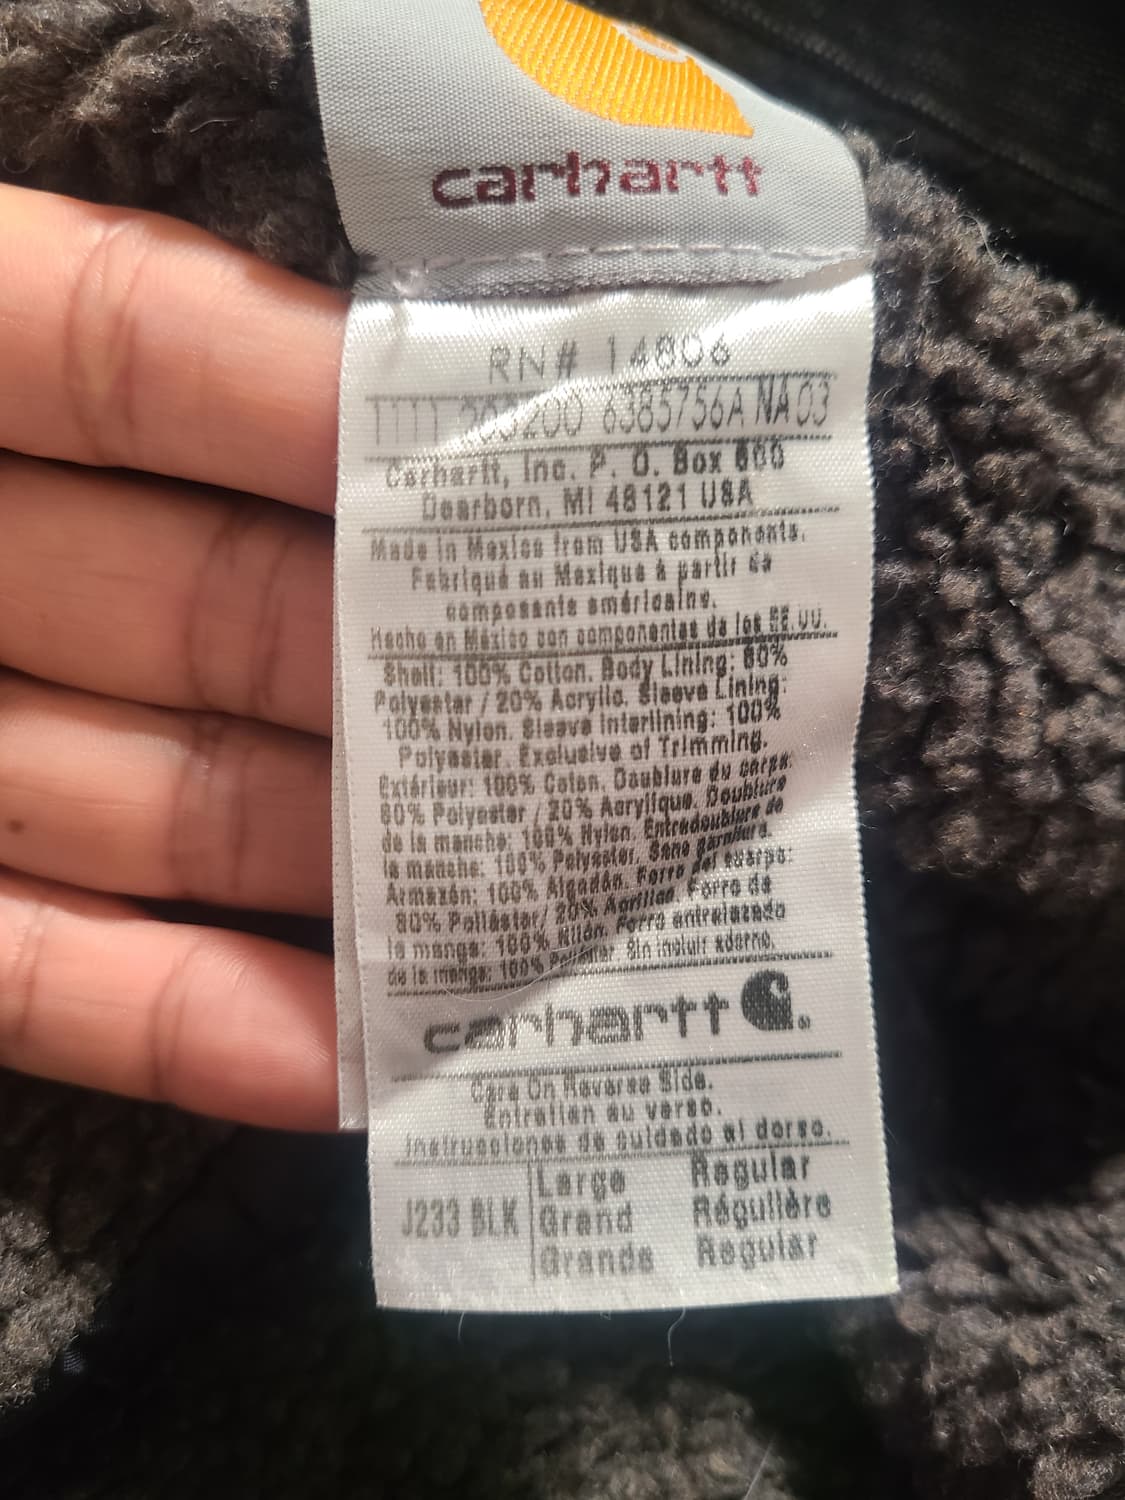 carhartt
RN# 14806
1111 203200 6385756A NA 03
Carhartt, Inc. P. O. Box 600
Dearborn, MI 48121 USA
Made in Mexico from USA components.
Fabriqué au Mexique à partir de
composants américains.
Hecho en México con componentes de los EE.UU.
Shell: 100% Cotton. Body Lining: 80%
Polyester / 20% Acrylic. Sleeve Lining:
100% Nylon. Sleeve Interlining: 100%
Polyester. Exclusive of Trimming.
Extérieur: 100% Coton. Doublure du corps:
80% Polyester / 20% Acrylique. Doublure
de la manche: 100% Nylon. Entredoublure de
la manche: 100% Polyester. Sans garniture.
Armazón: 100% Algodón. Forro del cuerpo:
80% Poliéster/ 20% Acrílico. Forro de
la manga: 100% Nilón. Forro entrelazado
de la manga: 100% Poliéster. Sin incluir adorno.
carhartt
Care On Reverse Side.
Entretien au verso.
Instrucciones de cuidado al dorso.
J233 BLK Large Regular
Grand Régulière
Grande Regular